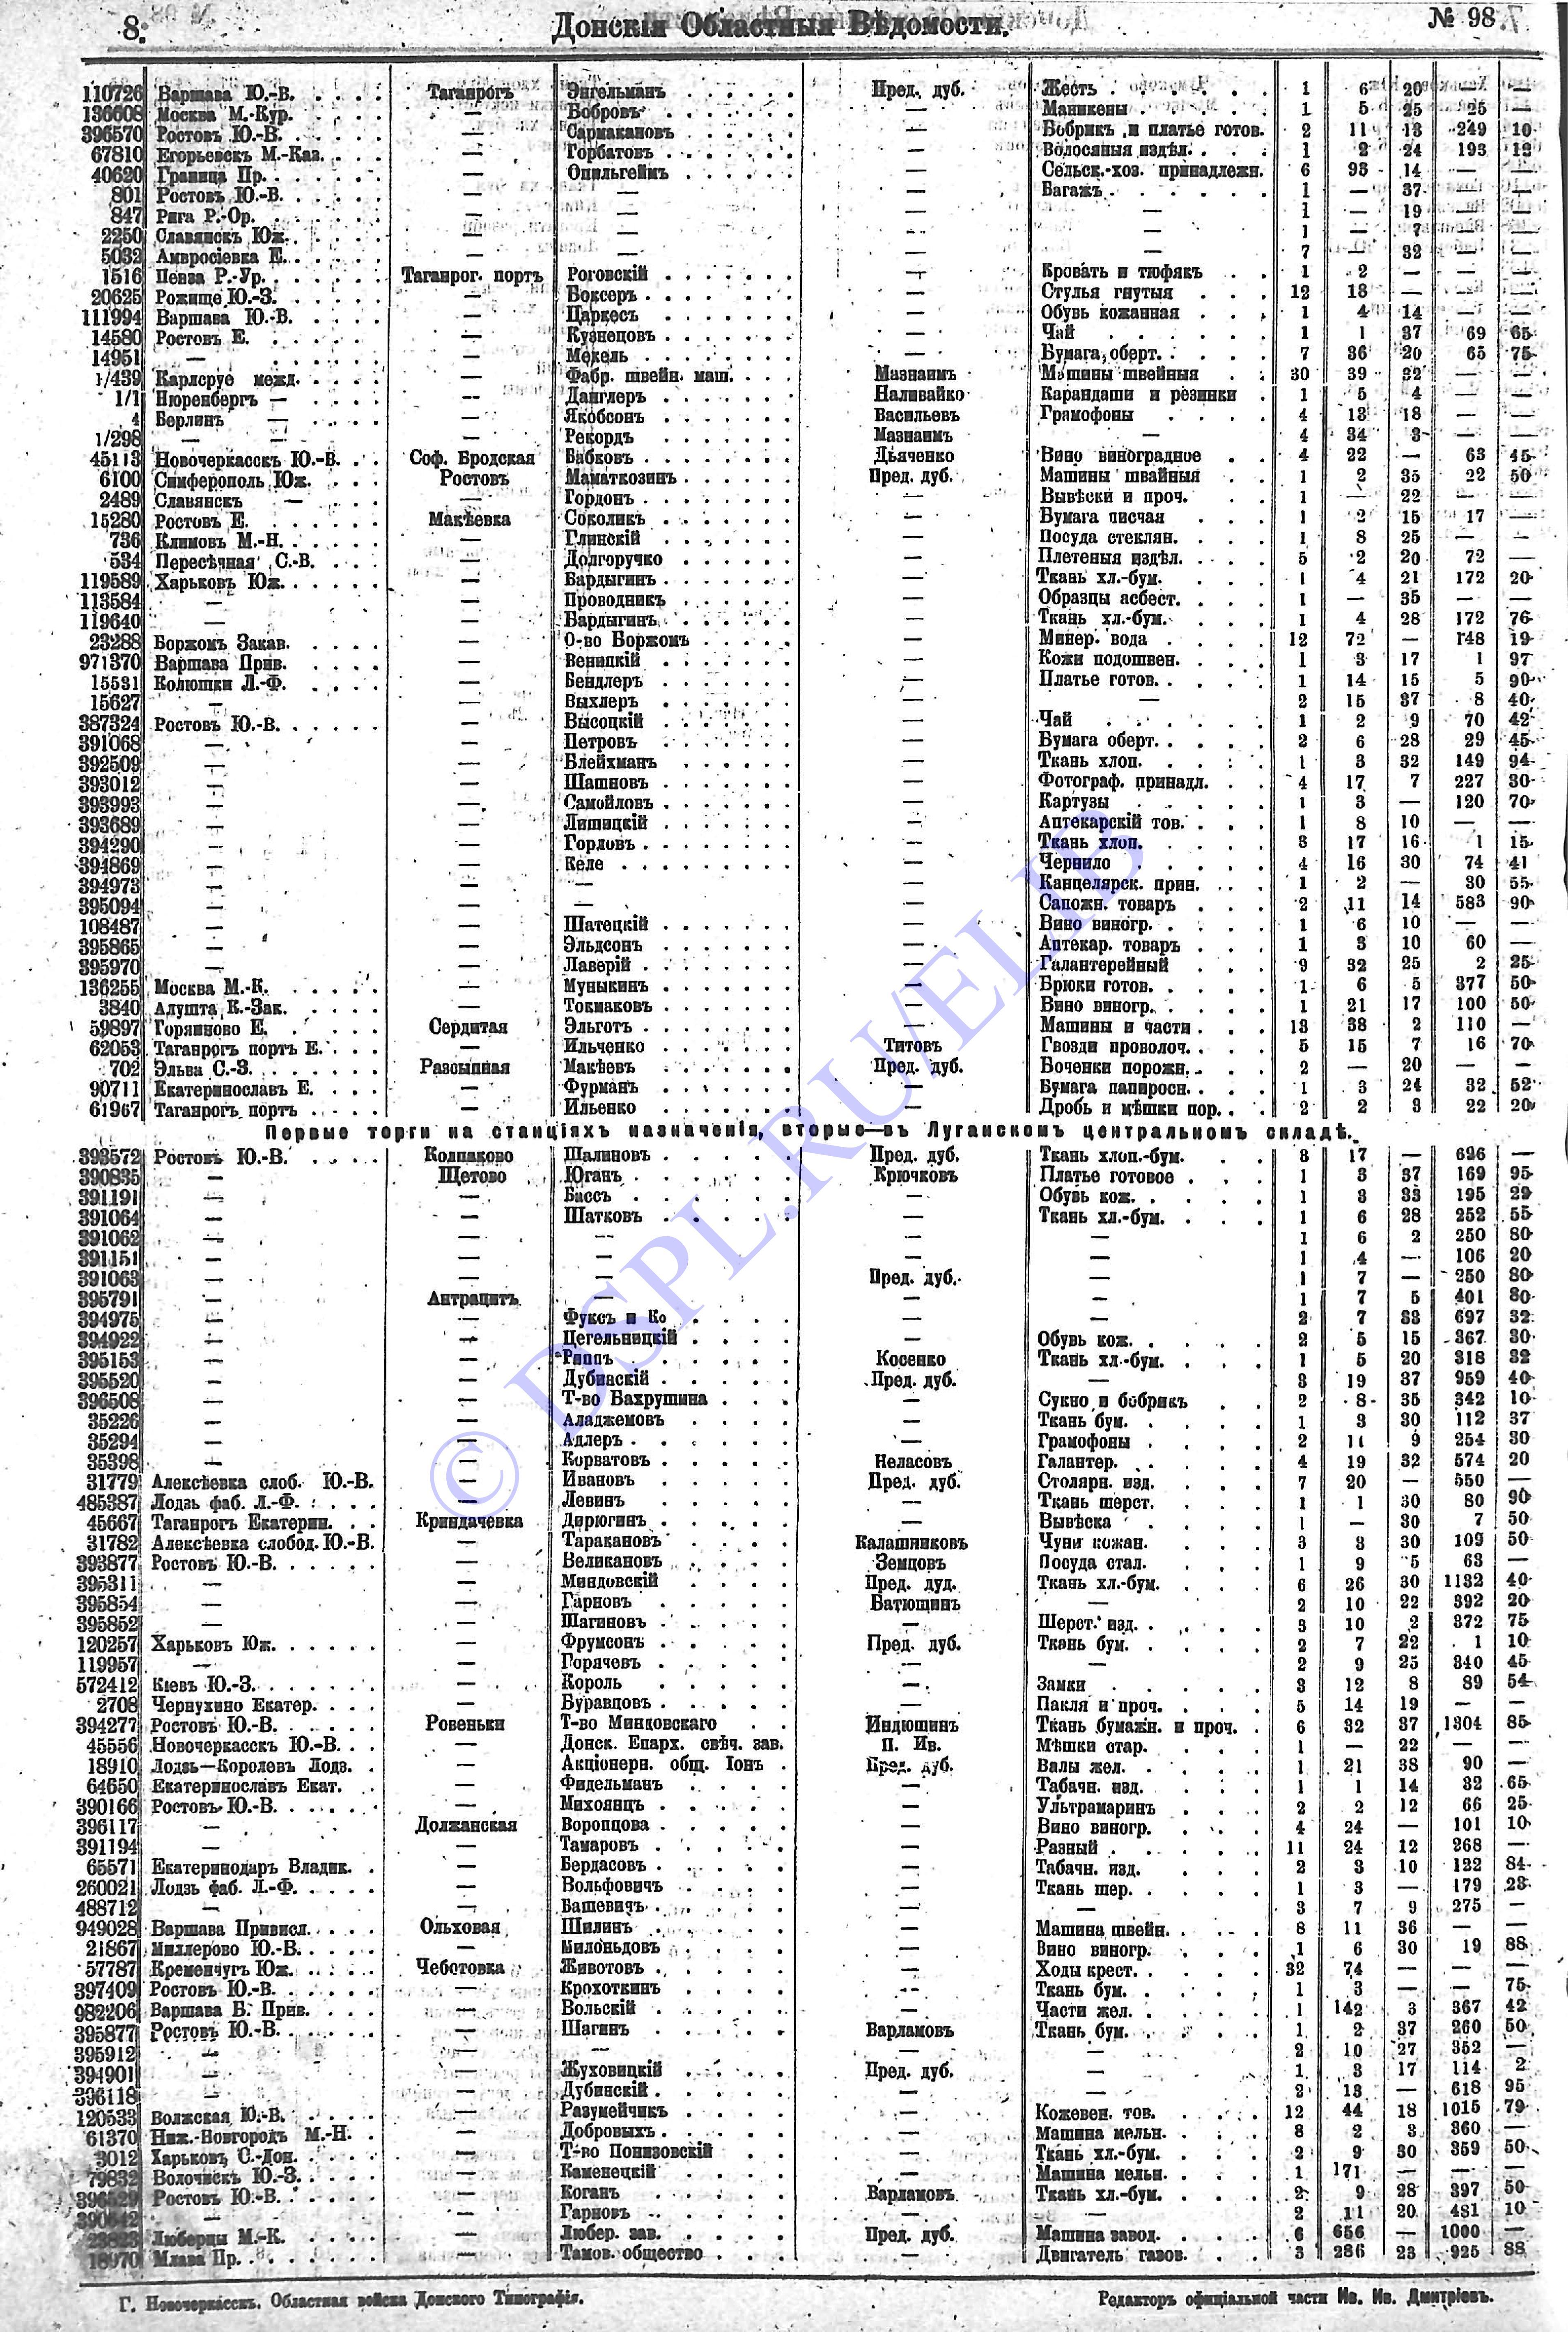 8. Донскія Областныя Вѣдомости. № 98
110726 Варшава Ю.-В. Таганрогъ Энгельманъ Пред. дуб. Жесть 1 6 20 — —
136608 Москва М.-Кур. — Бобровъ — Маникены 1 5 25 25 —
396570 Ростовъ Ю.-В. — Сармакановъ — Бобрикъ и платье готов. 2 11 13 249 10
67810 Егорьевскъ М.-Каз. — Горбатовъ — Волосяныя издѣл. 1 2 24 193 12
40620 Граница Пр. — Опильгеймъ — Сельск.-хоз. принадлежн. 6 93 14 — —
801 Ростовъ Ю.-В. — — — Багажъ 1 — 37 — —
847 Рига Р.-Ор. — — — — 1 — 19 — —
2250 Славянскъ Юж. — — — — 1 — 7 — —
5032 Амвросіевка Е. — — — — 7 — 32 — —
1516 Пенза Р.-Ур. Таганрог. портъ Роговскій — Кровать и тюфякъ 1 2 — — —
20625 Рожище Ю.-З. — Боксеръ — Стулья гнутыя 12 18 — — —
111994 Варшава Ю.-В. — Царкесъ — Обувь кожанная 1 4 14 — —
14580 Ростовъ Е. — Кузнецовъ — Чай 1 1 37 69 65
14951 — — Мекель — Бумага оберт. 7 36 20 65 75
1/439 Карлсруе межд. — Фабр. швейн. маш. Мазнаимъ Машины швейныя 30 39 32 — —
1/1 Нюренбергъ — — Данглеръ Наливайко Карандаши и резинки 1 5 4 — —
4 Берлинъ — — Якобсонъ Васильевъ Грамофоны 4 13 18 — —
1/298 — — — Рекордъ Мазнаимъ — 4 34 3 — —
45113 Новочеркасскъ Ю.-В. Соф. Бродская Бабковъ Дьяченко Вино виноградное 4 22 — 63 45
6100 Симферополь Юж. Ростовъ Маматкозинъ Пред. дуб. Машины швайныя 1 2 35 22 50
2489 Славянскъ — — Гордонъ — Вывѣски и проч. 1 — 22 — —
15280 Ростовъ Е. Макѣевка Соколикъ — Бумага писчая 1 2 15 17 —
736 Климовъ М.-Н. — Глинскій — Посуда стеклян. 1 8 25 — —
534 Пересѣчная С.-В. — Долгоручко — Плетеныя издѣл. 5 2 20 72 —
119589 Харьковъ Юж. — Бардыгинъ — Ткань хл.-бум. 1 4 21 172 20
113584 — — Проводникъ — Образцы асбест. 1 — 35 — —
119640 — — Бардыгинъ — Ткань хл.-бум. 1 4 28 172 76
23288 Боржомъ Закав. — О-во Боржомъ — Минер. вода 12 72 — 148 19
971370 Варшава Прив. — Веницкій — Кожи подошвен. 1 3 17 1 97
15531 Колюшки Л.-Ф. — Бендлеръ — Платье готов. 1 14 15 5 90
15627 — — Выхлеръ — — 2 15 37 8 40
387324 Ростовъ Ю.-В. — Высоцкій — Чай 1 2 9 70 42
391068 — — Петровъ — Бумага оберт. 2 6 28 29 45
392509 — — Блейхманъ — Ткань хлоп. 1 3 32 149 94
393012 — — Шашновъ — Фотограф. принадл. 4 17 7 227 30
393993 — — Самойловъ — Картузы 1 3 — 120 70
393689 — — Лишицкій — Аптекарскій тов. 1 8 10 — —
394290 — — Горловъ — Ткань хлоп. 3 17 16 1 15
394869 — — Келе — Чернило 4 16 30 74 41
394973 — — — — Канцелярск. прин. 1 2 — 30 55
395094 — — — — Сапожн. товаръ 2 11 14 583 90
108487 — — Шатецкій — Вино виногр. 1 6 10 — —
395865 — — Эльдсонъ — Аптекар. товаръ 1 3 10 60 —
395970 — — Лаверій — Галантерейный 9 32 25 2 25
136255 Москва М.-К. — Муныкинъ — Брюки готов. 1 6 5 377 50
3840 Алушта К.-Зак. — Токмаковъ — Вино виногр. 1 21 17 100 50
59897 Горяиново Е. Сердитая Эльготъ — Машины и части 13 38 2 110 —
62053 Таганрогъ портъ Е. — Ильченко Титовъ Гвозди проволоч. 5 15 7 16 70
702 Эльва С.-З. Разсыпная Макѣевъ Пред. дуб. Боченки порожн. 2 — 20 — —
90711 Екатеринославъ Е. — Фурманъ — Бумага папиросн. 1 3 24 32 52
61967 Таганрогъ портъ — Ильенко — Дробь и мѣшки пор. 2 2 3 22 20
Первые торги на станціяхъ назначенія, вторые—въ Луганскомъ центральномъ складѣ.
393572 Ростовъ Ю.-В. Колпаково Шалиновъ Пред. дуб. Ткань хлоп.-бум. 3 17 — 696 —
390835 — Щетово Юганъ Крючковъ Платье готовое 1 3 37 169 95
391191 — — Бассъ — Обувь кож. 1 3 33 195 29
391064 — — Шатковъ — Ткань хл.-бум. 1 6 28 252 55
391062 — — — — — 1 6 2 250 80
391151 — — — — — 1 4 — 106 20
391063 — — — Пред. дуб. — 1 7 — 250 80
395791 — Антрацитъ — — — 1 7 5 401 80
394975 — — Фуксъ и Ко — — 2 7 33 697 32
394922 — — Цегельницкій — Обувь кож. 2 5 15 367 30
395153 — — Риппъ Косенко Ткань хл.-бум. 1 5 20 318 32
395520 — — Дубинскій Пред. дуб. — 3 19 37 959 40
396508 — — Т-во Бахрушина — Сукно и бобрикъ 2 8 35 342 10
35226 — — Аладжемовъ — Ткань бум. 1 3 30 112 37
35294 — — Адлеръ — Грамофоны 2 11 9 254 30
35398 — — Корватовъ Неласовъ Галантер. 4 19 32 574 20
31779 Алексѣевка слоб. Ю.-В. — Ивановъ Пред. дуб. Столярн. изд. 7 20 — 550 —
485387 Лодзь фаб. Л.-Ф. — Левинъ — Ткань шерст. 1 1 30 80 90
45667 Таганрогъ Екатерин. Криндачевка Дирюгинъ — Вывѣска 1 — 30 7 50
31782 Алексѣевка слобод. Ю.-В. — Таракановъ Калашниковъ Чуни кожан. 3 3 30 109 50
393877 Ростовъ Ю.-В. — Великановъ Земцовъ Посуда стал. 1 9 5 63 —
395311 — — Миндовскій Пред. дуд. Ткань хл.-бум. 6 26 30 1132 40
395854 — — Гарновъ Батющинъ — 2 10 22 392 20
395852 — — Шагиновъ — Шерст. изд. 3 10 2 372 75
120257 Харьковъ Юж. — Фрумсонъ Пред. дуб. Ткань бум. 2 7 22 1 10
119957 — — Горячевъ — — 2 9 25 340 45
572412 Кіевъ Ю.-З. — Король — Замки 3 12 8 89 54
2708 Чернухино Екатер. — Буравцовъ — Пакля и проч. 5 14 19 — —
394277 Ростовъ Ю.-В. Ровеньки Т-во Миндовскаго Индюшинъ Ткань бумажн. и проч. 6 32 37 1304 85
45556 Новочеркасскъ Ю.-В. — Донск. Епарх. свѣч. зав. П. Ив. Мѣшки стар. 1 — 22 — —
18910 Лодзь—Королевъ Лодз. — Акціонерн. общ. Іонъ Пред. дуб. Валы жел. 1 21 38 90 —
64650 Екатеринославъ Екат. — Фидельманъ — Табачн. изд. 1 1 14 32 65
390166 Ростовъ Ю.-В. — Михоянцъ — Ультрамаринъ 2 2 12 66 25
396117 — Должанская Воронцова — Вино виногр. 4 24 — 101 10
391194 — — Тамаровъ — Разный 11 24 12 268 —
65571 Екатеринодаръ Владик. — Бердасовъ — Табачн. изд. 2 3 10 122 84
260021 Лодзь фаб. Л.-Ф. — Вольфовичъ — Ткань шер. 1 3 — 179 23
488712 — — Башевичъ — — 3 7 9 275 —
949028 Варшава Привисл. Ольховая Шилинъ — Машина швейн. 8 11 36 — —
21867 Миллерово Ю.-В. — Милоньдовъ — Вино виногр. 1 6 30 19 88
57787 Кременчугъ Юж. Чеботовка Животовъ — Ходы крест. 32 74 — — —
397409 Ростовъ Ю.-В. — Крохоткинъ — Ткань бум. 1 3 — — 75
982206 Варшава В. Прив. — Вольскій — Части жел. 1 142 3 367 42
395877 Ростовъ Ю.-В. — Шагинъ Варламовъ Ткань бум. 1 2 37 260 50
395912 — — — — — 2 10 27 352 —
394901 — — Жуховицкій Пред. дуб. — 1 3 17 114 2
396118 — — Дубинскій — — 2 13 — 618 95
120533 Волжская Ю.-В. — Разумейчикъ — Кожевен. тов. 12 44 18 1015 79
61370 Ниж.-Новгородъ М.-Н. — Добровыхъ — Машина мельн. 8 2 3 360 —
3012 Харьковъ С.-Дон. — Т-во Понизовскій — Ткань хл.-бум. 2 9 30 359 50
79832 Волочискъ Ю.-З. — Каменецкій — Машина мельн. 1 171 — — —
396529 Ростовъ Ю.-В. — Коганъ Варламовъ Ткань хл.-бум. 2 9 28 397 50
— — Гарновъ — — 2 11 20 481 10
Люберцы М.-К. — Любер. зав. Пред. дуб. Машина завод. 6 656 — 1000 —
18970 Млава Пр. — Тамов. общество — Двигатель газов. 3 286 23 925 88
Г. Новочеркасскъ. Областная войска Донского Типографія. Редакторъ офиціальной части Ив. Ив. Дмитріевъ.
© DSPL.RU/ELIB